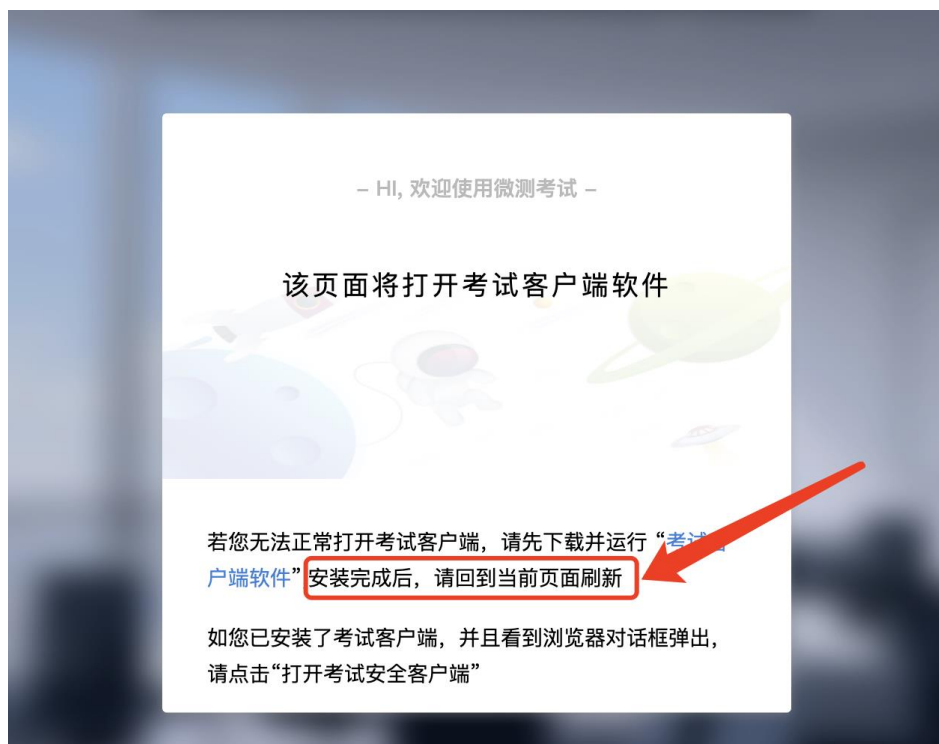 – HI, 欢迎使用微测考试 –
该页面将打开考试客户端软件
若您无法正常打开考试客户端，请先下载并运行 “考试客
户端软件” 安装完成后，请回到当前页面刷新
如您已安装了考试客户端，并且看到浏览器对话框弹出，
请点击“打开考试安全客户端”